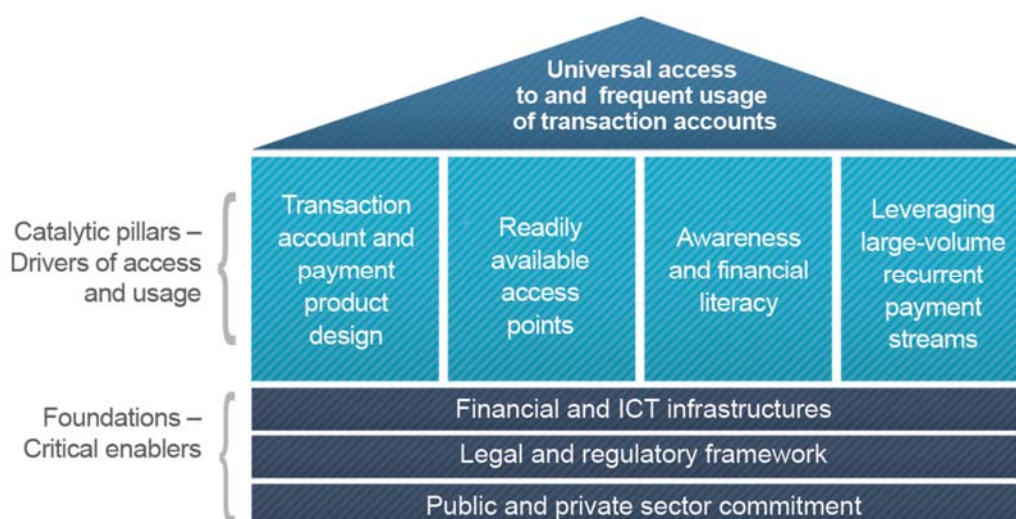 Universal access
to and frequent usage
of transaction accounts
Catalytic pillars –
Drivers of access
and usage
Transaction
account and
payment
product
design
Readily
available
access
points
Awareness
and financial
literacy
Leveraging
large-volume
recurrent
payment
streams
Foundations –
Critical enablers
Financial and ICT infrastructures
Legal and regulatory framework
Public and private sector commitment